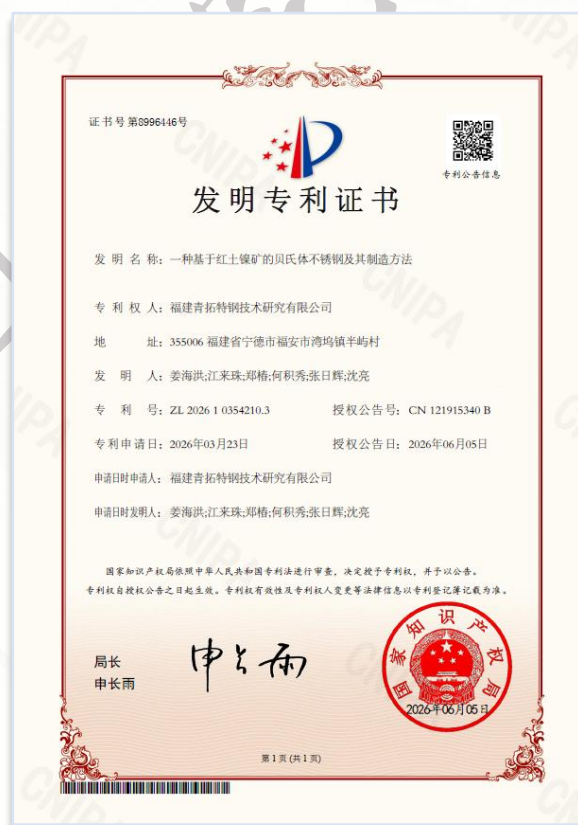 证书号第8996446号
专利公告信息
发明专利证书
发 明 名 称：一种基于红土镍矿的贝氏体不锈钢及其制造方法
专 利 权 人：福建青拓特钢技术研究有限公司
地 址：355006 福建省宁德市福安市湾坞镇半屿村
发 明 人：姜海洪;江来珠;郑椿;何积秀;张日辉;沈亮
专 利 号：ZL 2026 1 0354210.3 授权公告号：CN 121915340 B
专利申请日：2026年03月23日 授权公告日：2026年06月05日
申请日时申请人：福建青拓特钢技术研究有限公司
申请日时发明人：姜海洪;江来珠;郑椿;何积秀;张日辉;沈亮
国家知识产权局依照中华人民共和国专利法进行审查，决定授予专利权，并予以公告。
专利权自授权公告之日起生效。专利权有效性及专利权人变更等法律信息以专利登记簿记载为准。
局长
申长雨
申长雨
国家知识产权局
2026年06月05日
第 1 页 (共 1 页)
CNIPA
CNIPA
CNIPA
CNIPA
CNIPA